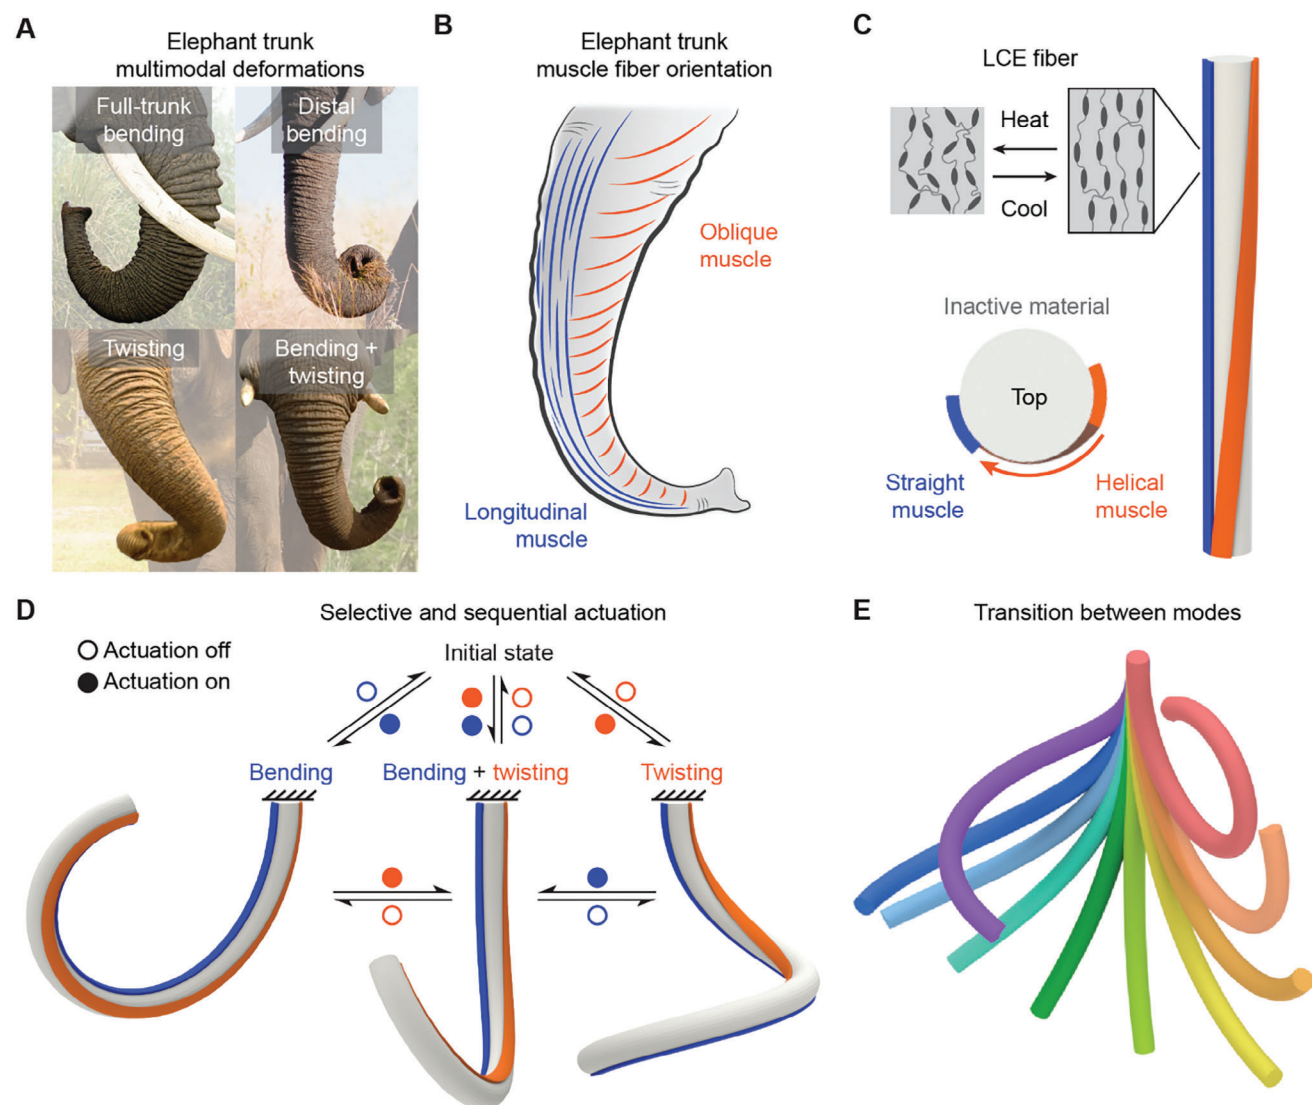 A
Elephant trunk
multimodal deformations
Full-trunk
bending
Distal
bending
Twisting
Bending +
twisting
B
Elephant trunk
muscle fiber orientation
Oblique
muscle
Longitudinal
muscle
C
LCE fiber
Heat
Cool
Inactive material
Top
Straight
muscle
Helical
muscle
D
Selective and sequential actuation
Actuation off
Actuation on
Initial state
Bending
Bending + twisting
Twisting
E
Transition between modes